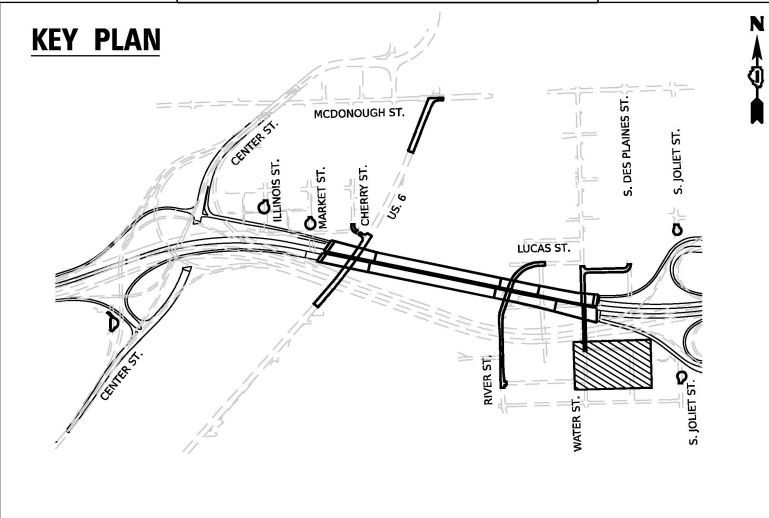 KEY PLAN
N
MCDONOUGH ST.
CENTER ST.
ILLINOIS ST.
MARKET ST.
CHERRY ST.
US. 6
S. DES PLAINES ST.
S. JOLIET ST.
LUCAS ST.
CENTER ST.
RIVER ST.
WATER ST.
S. JOLIET ST.